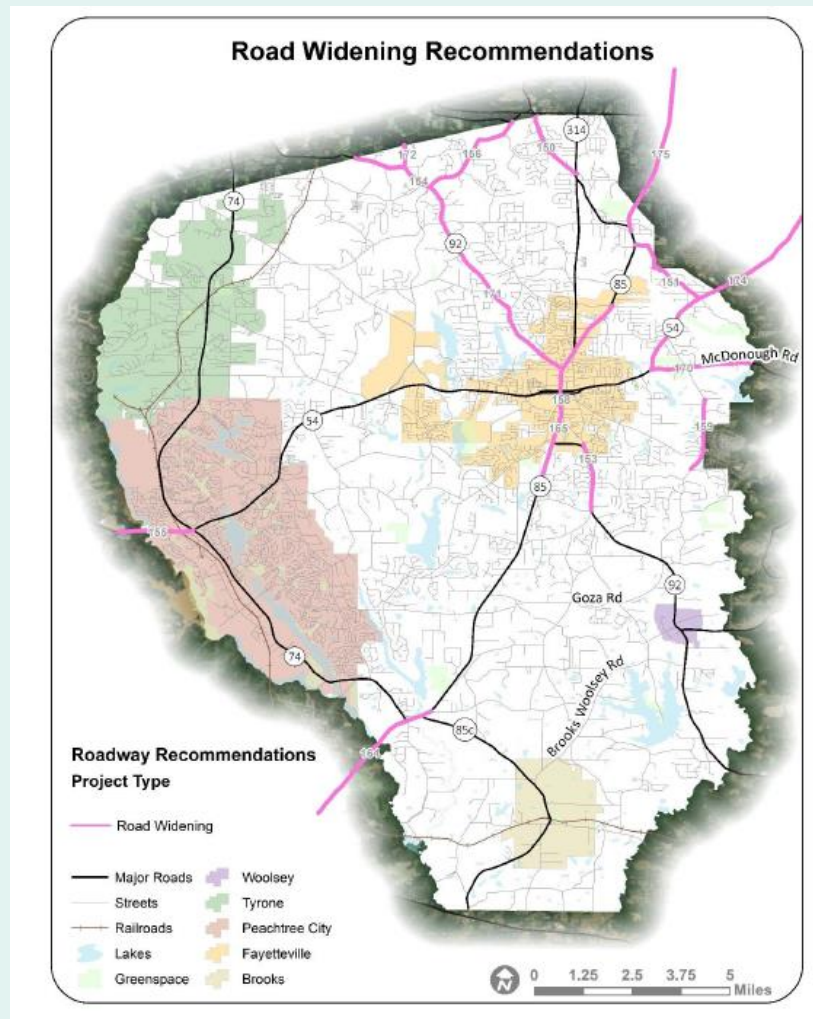 Road Widening Recommendations
314
175
172
156
150
154
74
92
171
85
151
174
54
McDonough Rd
170
158
54
165
159
153
85
155
92
Goza Rd
74
Brooks Woolsey Rd
85c
Roadway Recommendations
Project Type
Road Widening
Major Roads
Woolsey
Streets
Tyrone
Railroads
Peachtree City
Lakes
Fayetteville
Greenspace
Brooks
N
0 1.25 2.5 3.75 5
Miles